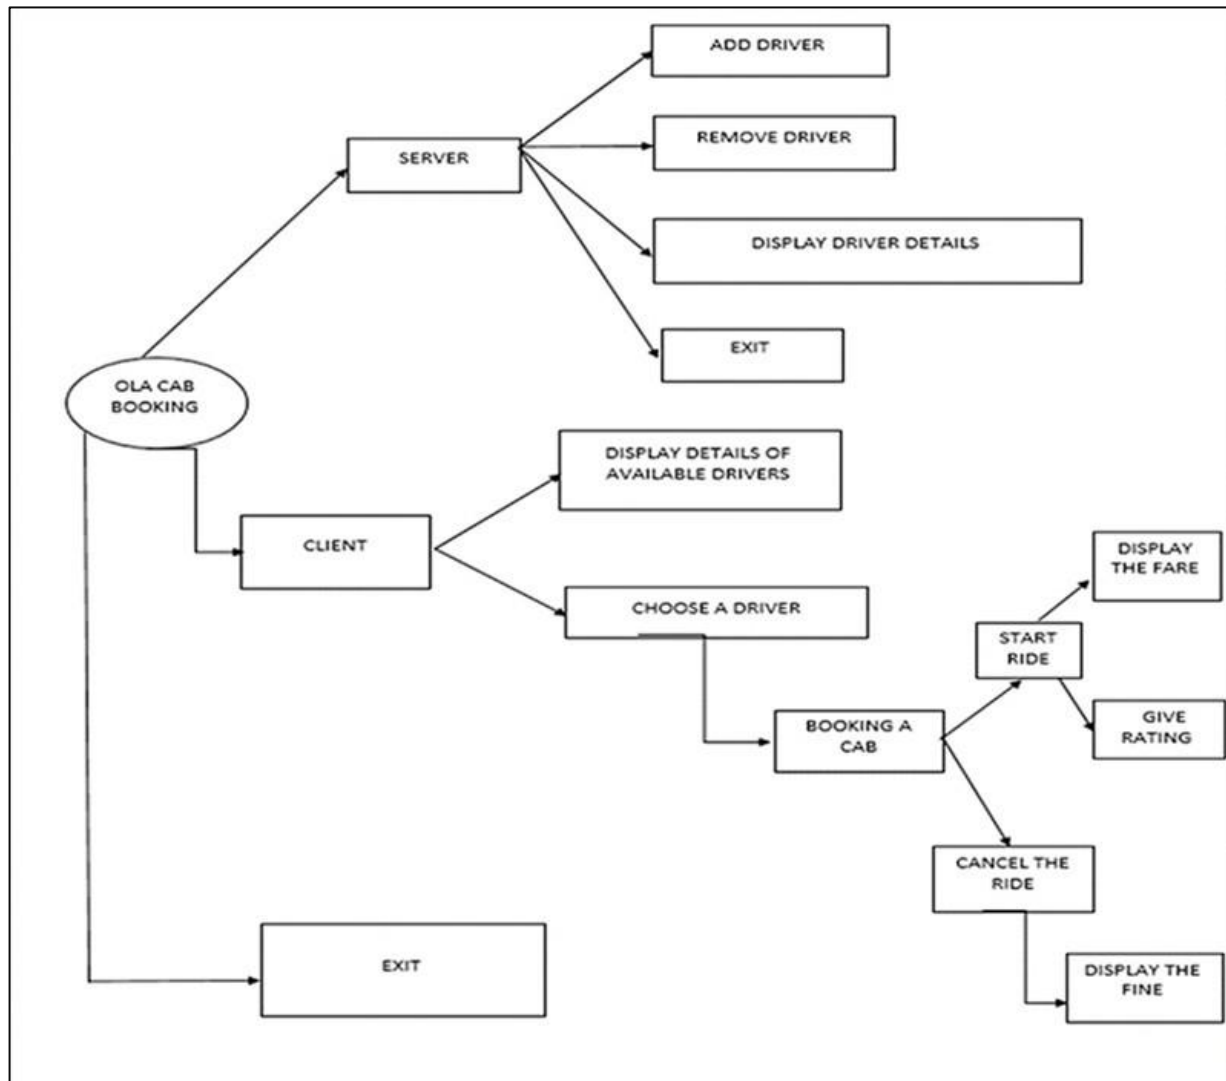 ADD DRIVER
REMOVE DRIVER
SERVER
DISPLAY DRIVER DETAILS
EXIT
OLA CAB
BOOKING
DISPLAY DETAILS OF
AVAILABLE DRIVERS
CLIENT
CHOOSE A DRIVER
DISPLAY
THE FARE
START
RIDE
GIVE
RATING
BOOKING A
CAB
CANCEL THE
RIDE
EXIT
DISPLAY THE
FINE